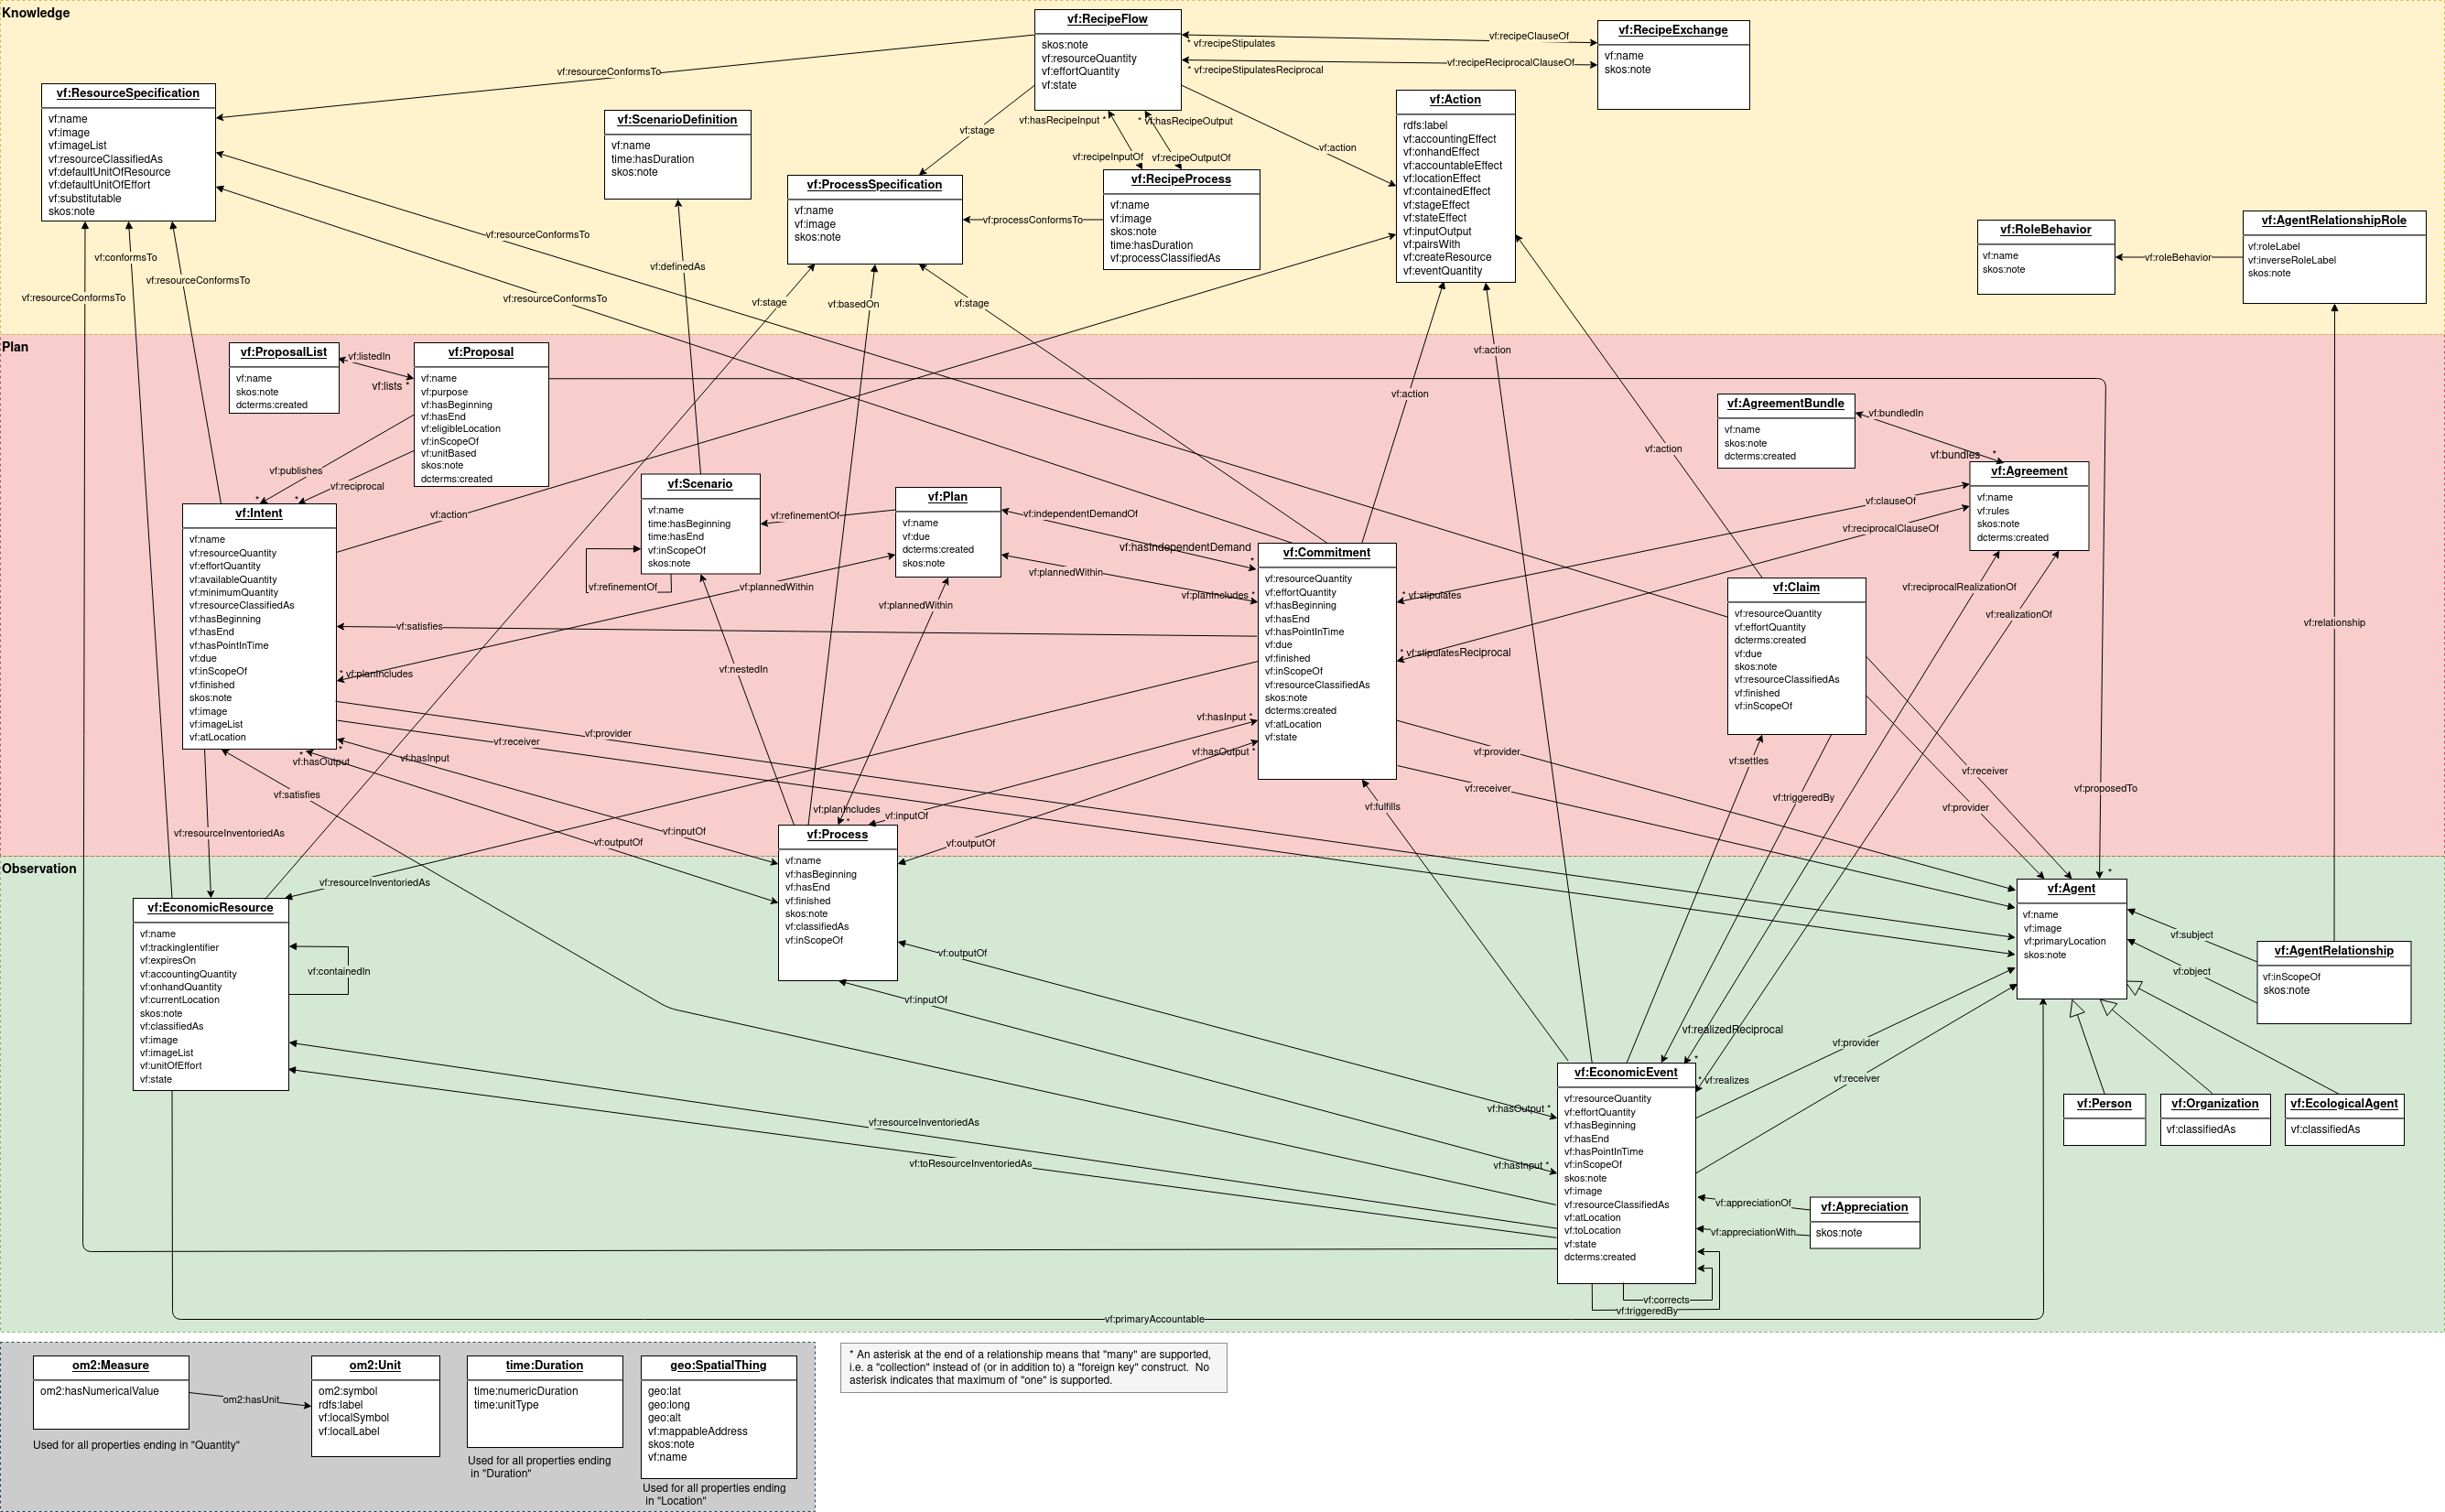 Knowledge
vf:RecipeFlow
skos:note
vf:resourceQuantity
vf:effortQuantity
vf:state
vf:recipeClauseOf
* vf:recipeStipulates
vf:recipeReciprocalClauseOf
* vf:recipeStipulatesReciprocal
vf:RecipeExchange
vf:name
skos:note
vf:resourceConformsTo
vf:ResourceSpecification
vf:name
vf:image
vf:imageList
vf:resourceClassifiedAs
vf:defaultUnitOfResource
vf:defaultUnitOfEffort
vf:substitutable
skos:note
vf:ScenarioDefinition
vf:name
time:hasDuration
skos:note
vf:stage
vf:hasRecipeInput *
* vf:hasRecipeOutput
vf:recipeInputOf
vf:recipeOutputOf
vf:action
vf:ProcessSpecification
vf:name
vf:image
skos:note
vf:processConformsTo
vf:RecipeProcess
vf:name
vf:image
skos:note
time:hasDuration
vf:processClassifiedAs
vf:Action
rdfs:label
vf:accountingEffect
vf:onhandEffect
vf:accountableEffect
vf:locationEffect
vf:containedEffect
vf:stageEffect
vf:stateEffect
vf:inputOutput
vf:pairsWith
vf:createResource
vf:eventQuantity
vf:RoleBehavior
vf:name
skos:note
vf:roleBehavior
vf:AgentRelationshipRole
vf:roleLabel
vf:inverseRoleLabel
skos:note
vf:resourceConformsTo
vf:conformsTo
vf:resourceConformsTo
vf:resourceConformsTo
vf:resourceConformsTo
vf:definedAs
vf:stage
vf:basedOn
vf:stage
Plan
vf:ProposalList
vf:name
skos:note
dcterms:created
vf:listedIn
vf:lists *
vf:Proposal
vf:name
vf:purpose
vf:hasBeginning
vf:hasEnd
vf:eligibleLocation
vf:inScopeOf
vf:unitBased
skos:note
dcterms:created
vf:action
vf:action
vf:action
vf:AgreementBundle
vf:name
skos:note
dcterms:created
vf:bundledIn
vf:bundles *
vf:Agreement
vf:name
vf:rules
skos:note
dcterms:created
vf:publishes
*
vf:reciprocal
*
vf:action
vf:Intent
vf:name
vf:resourceQuantity
vf:effortQuantity
vf:availableQuantity
vf:minimumQuantity
vf:resourceClassifiedAs
vf:hasBeginning
vf:hasEnd
vf:hasPointInTime
vf:due
vf:inScopeOf
vf:finished
skos:note
vf:image
vf:imageList
vf:atLocation
vf:Scenario
vf:name
time:hasBeginning
time:hasEnd
vf:inScopeOf
skos:note
vf:refinementOf
vf:refinementOf
vf:Plan
vf:name
vf:due
dcterms:created
skos:note
vf:independentDemandOf
vf:hasIndependentDemand
*
vf:plannedWithin
vf:planIncludes *
vf:plannedWithin
* vf:planIncludes
vf:plannedWithin
vf:planIncludes
*
vf:Commitment
vf:resourceQuantity
vf:effortQuantity
vf:hasBeginning
vf:hasEnd
vf:hasPointInTime
vf:due
vf:finished
vf:inScopeOf
vf:resourceClassifiedAs
skos:note
dcterms:created
vf:atLocation
vf:state
vf:clauseOf
vf:reciprocalClauseOf
* vf:stipulates
* vf:stipulatesReciprocal
vf:Claim
vf:resourceQuantity
vf:effortQuantity
dcterms:created
vf:due
skos:note
vf:resourceClassifiedAs
vf:finished
vf:inScopeOf
vf:reciprocalRealizationOf
vf:realizationOf
vf:relationship
vf:satisfies
vf:nestedIn
vf:provider
vf:receiver
vf:hasInput *
vf:hasOutput *
vf:provider
vf:receiver
vf:settles
vf:triggeredBy
vf:receiver
vf:provider
vf:proposedTo
*
* vf:hasOutput
* vf:hasInput
vf:satisfies
vf:resourceInventoriedAs
vf:inputOf
vf:outputOf
vf:inputOf
vf:outputOf
vf:fulfills
Observation
vf:resourceInventoriedAs
vf:Process
vf:name
vf:hasBeginning
vf:hasEnd
vf:finished
skos:note
vf:classifiedAs
vf:inScopeOf
vf:EconomicResource
vf:name
vf:trackingIdentifier
vf:expiresOn
vf:accountingQuantity
vf:onhandQuantity
vf:currentLocation
skos:note
vf:classifiedAs
vf:image
vf:imageList
vf:unitOfEffort
vf:state
vf:containedIn
vf:outputOf
vf:inputOf
vf:Agent
vf:name
vf:image
vf:primaryLocation
skos:note
vf:subject
vf:object
vf:AgentRelationship
vf:inScopeOf
skos:note
vf:Person
vf:Organization
vf:classifiedAs
vf:EcologicalAgent
vf:classifiedAs
vf:realizedReciprocal
*
* vf:realizes
vf:provider
vf:receiver
vf:EconomicEvent
vf:resourceQuantity
vf:effortQuantity
vf:hasBeginning
vf:hasEnd
vf:hasPointInTime
vf:inScopeOf
skos:note
vf:image
vf:resourceClassifiedAs
vf:atLocation
vf:toLocation
vf:state
dcterms:created
vf:hasOutput *
vf:hasInput *
vf:resourceInventoriedAs
vf:toResourceInventoriedAs
vf:appreciationOf
vf:appreciationWith
vf:Appreciation
skos:note
vf:corrects
vf:triggeredBy
vf:primaryAccountable
om2:Measure
om2:hasNumericalValue
Used for all properties ending in "Quantity"
om2:hasUnit
om2:Unit
om2:symbol
rdfs:label
vf:localSymbol
vf:localLabel
time:Duration
time:numericDuration
time:unitType
Used for all properties ending
in "Duration"
geo:SpatialThing
geo:lat
geo:long
geo:alt
vf:mappableAddress
skos:note
vf:name
Used for all properties ending
in "Location"
* An asterisk at the end of a relationship means that "many" are supported,
i.e. a "collection" instead of (or in addition to) a "foreign key" construct. No
asterisk indicates that maximum of "one" is supported.